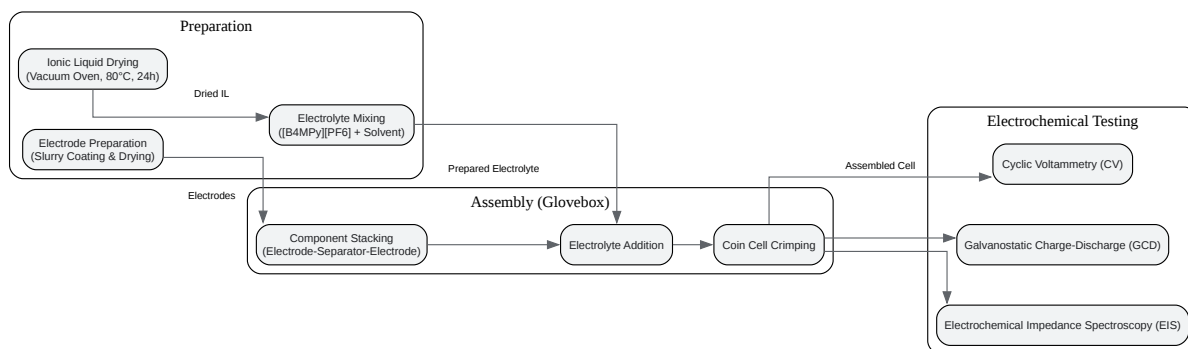 Preparation
Ionic Liquid Drying
(Vacuum Oven, 80°C, 24h)
Dried IL
Electrolyte Mixing
([B4MPy][PF6] + Solvent)
Electrode Preparation
(Slurry Coating & Drying)
Electrodes
Prepared Electrolyte
Assembly (Glovebox)
Component Stacking
(Electrode-Separator-Electrode)
Electrolyte Addition
Coin Cell Crimping
Assembled Cell
Electrochemical Testing
Cyclic Voltammetry (CV)
Galvanostatic Charge-Discharge (GCD)
Electrochemical Impedance Spectroscopy (EIS)